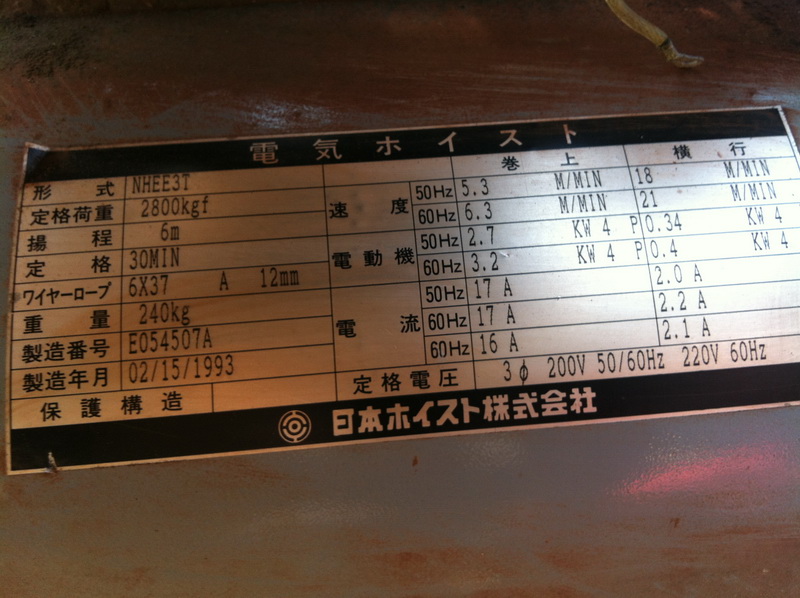 電気ホイスト
巻上 横行
形式 NHEE3T 速度 50Hz 5.3 M/MIN 18 M/MIN
定格荷重 2800kgf 60Hz 6.3 M/MIN 21 M/MIN
揚程 6m 電動機 50Hz 2.7 KW 4 P 0.34 KW 4
定格 30MIN 60Hz 3.2 KW 4 P 0.4 KW 4
ワイヤーロープ 6X37 A 12mm 電流 50Hz 17 A 2.0 A
重量 240kg 60Hz 17 A 2.2 A
製造番号 E054507A 60Hz 16 A 2.1 A
製造年月 02/15/1993 定格電圧 3φ 200V 50/60Hz 220V 60Hz
保護構造
日本ホイスト株式会社